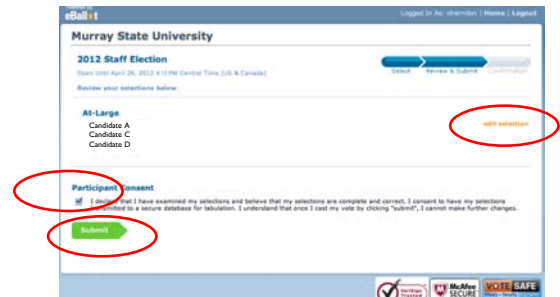 eBallot
Logged In As: shamdon | Home | Logout
Murray State University
2012 Staff Election
Open Until April 26, 2012 4:15 PM Central Time [US & Canada]
Select Review & Submit Confirmation
Review your selections below
At-Large
Candidate A
edit selection
Candidate C
Candidate D
Participant Consent
I declare that I have examined my selections and believe that my selections are complete and correct. I consent to have my selections
transmitted to a secure database for tabulation. I understand that once I cast my vote by clicking "submit", I cannot make further changes.
Submit
VeriSign
Trusted
McAfee
SECURE
VOTE SAFE